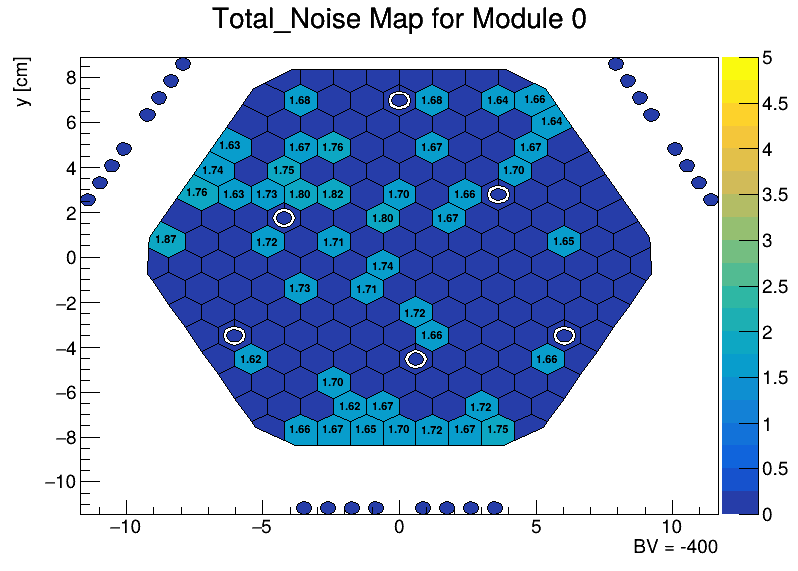 Total_Noise Map for Module 0
y [cm]
8
6
4
2
0
−2
−4
−6
−8
−10
1.68 1.68 1.64 1.66
1.64
1.63 1.67 1.76 1.67 1.67
1.74 1.75 1.70
1.76 1.63 1.73 1.80 1.82 1.70 1.66
1.80 1.67
1.87 1.72 1.71 1.65
1.74
1.73 1.71
1.72
1.66
1.62 1.66
1.70
1.62 1.67 1.72
1.66 1.67 1.65 1.70 1.72 1.67 1.75
5
4.5
4
3.5
3
2.5
2
1.5
1
0.5
0
−10 −5 0 5 10
BV = -400